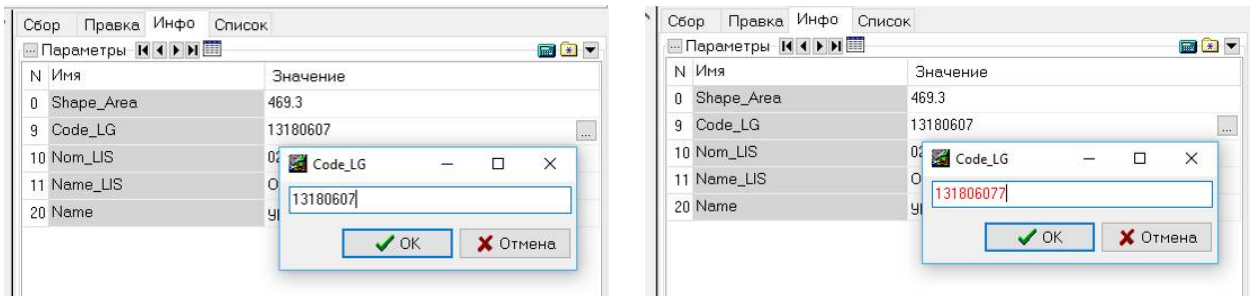 Сбор Правка Инфо Список
... Параметры
N Имя Значение
0 Shape_Area 469.3
9 Code_LG 13180607 ...
10 Nom_LIS
11 Name_LIS
20 Name
Code_LG
13180607
OK Отмена
Сбор Правка Инфо Список
... Параметры
N Имя Значение
0 Shape_Area 469.3
9 Code_LG 13180607 ...
10 Nom_LIS
11 Name_LIS
20 Name
Code_LG
131806077
OK Отмена